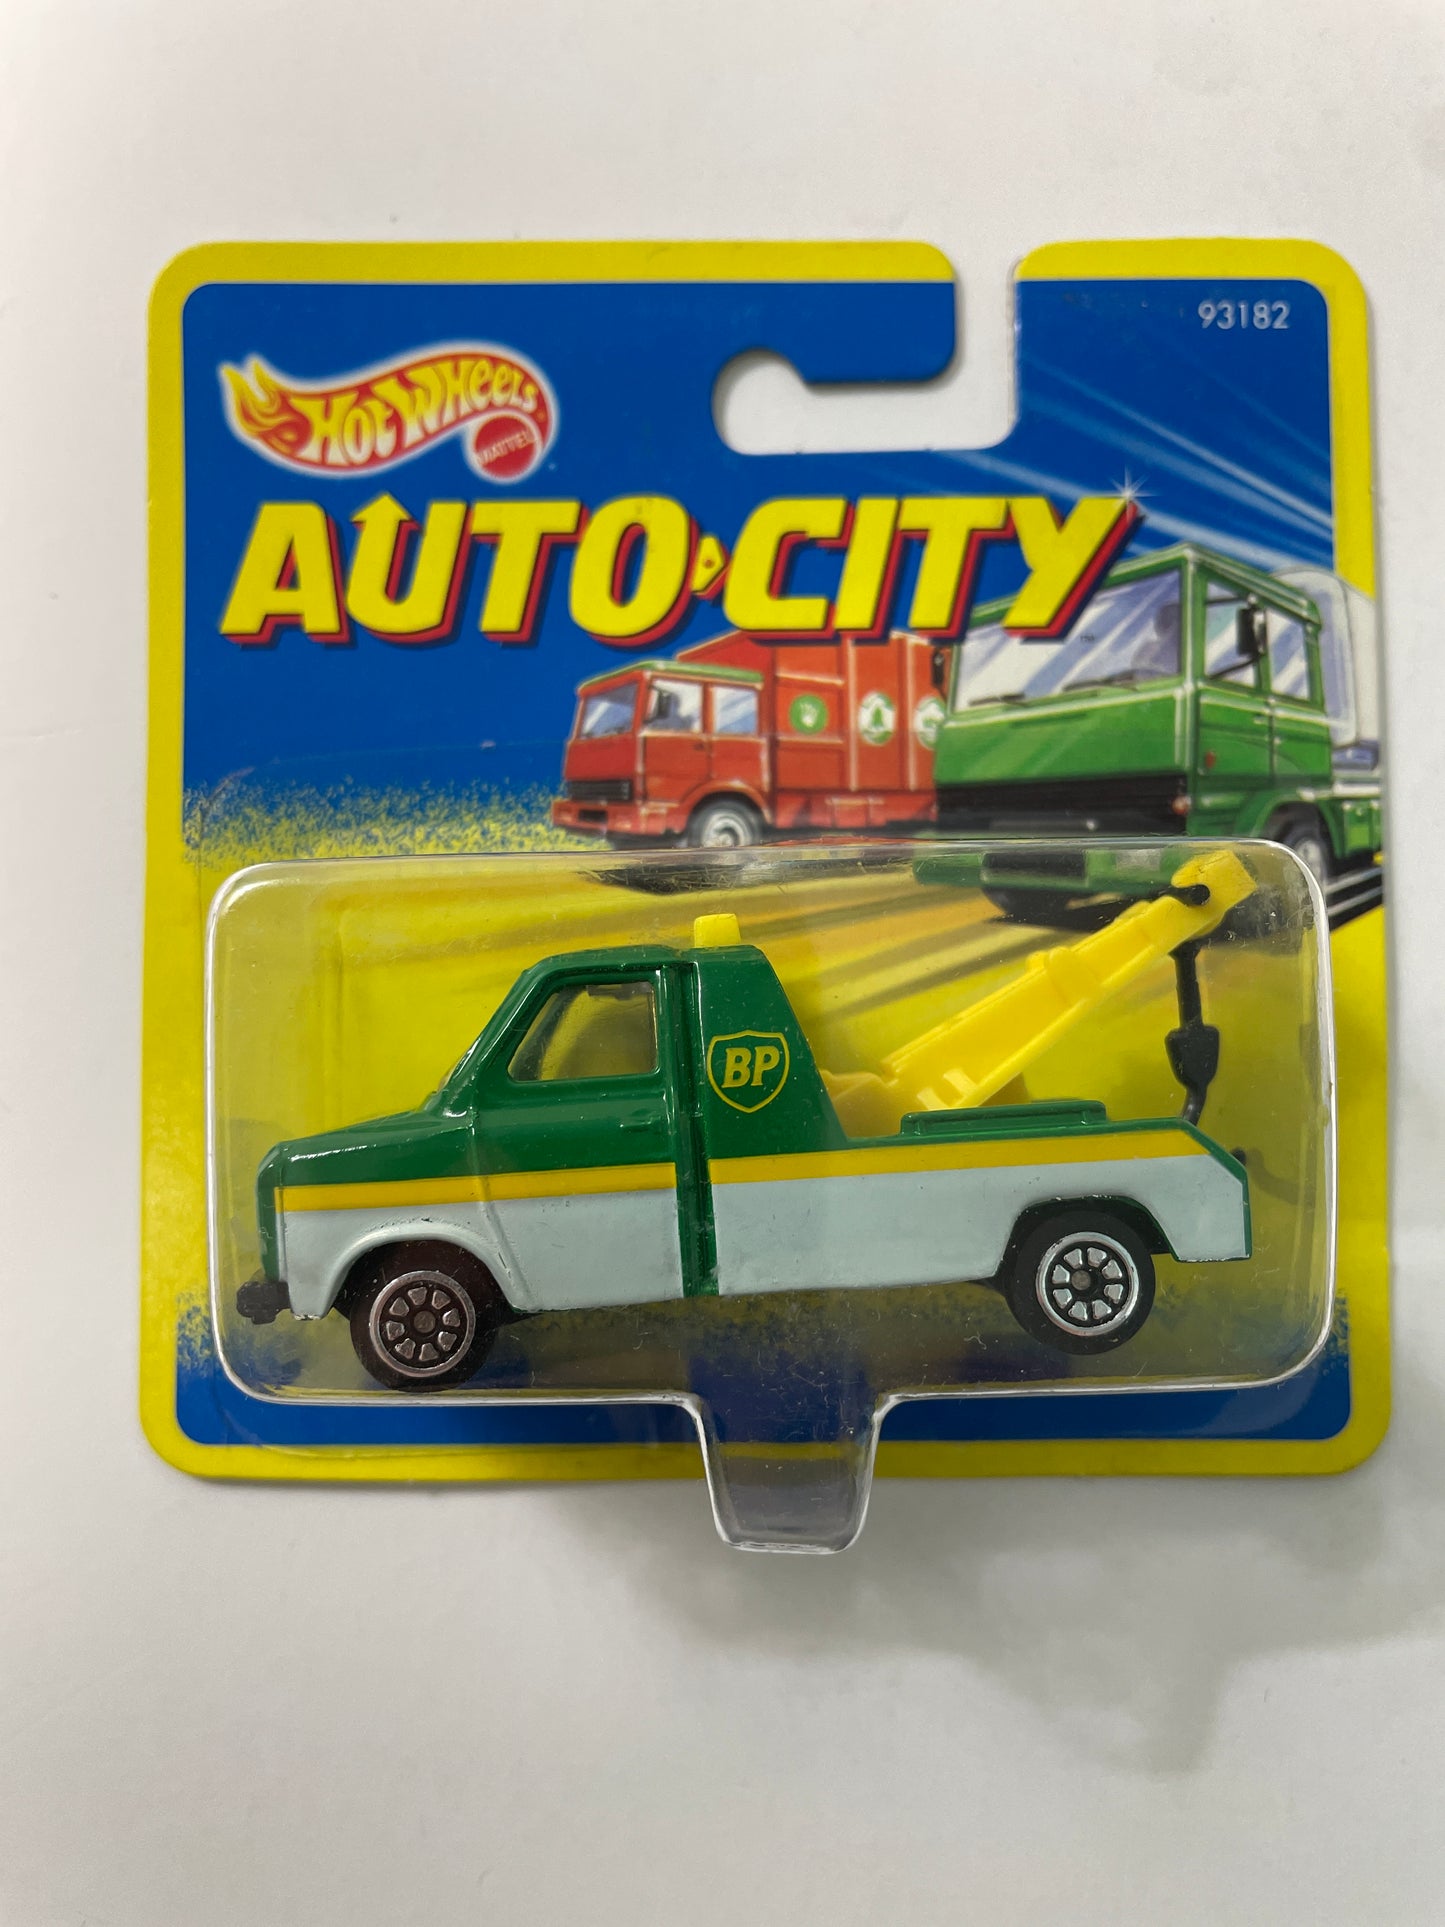 93182
Hot Wheels
MATTEL
AUTO•CITY
BP